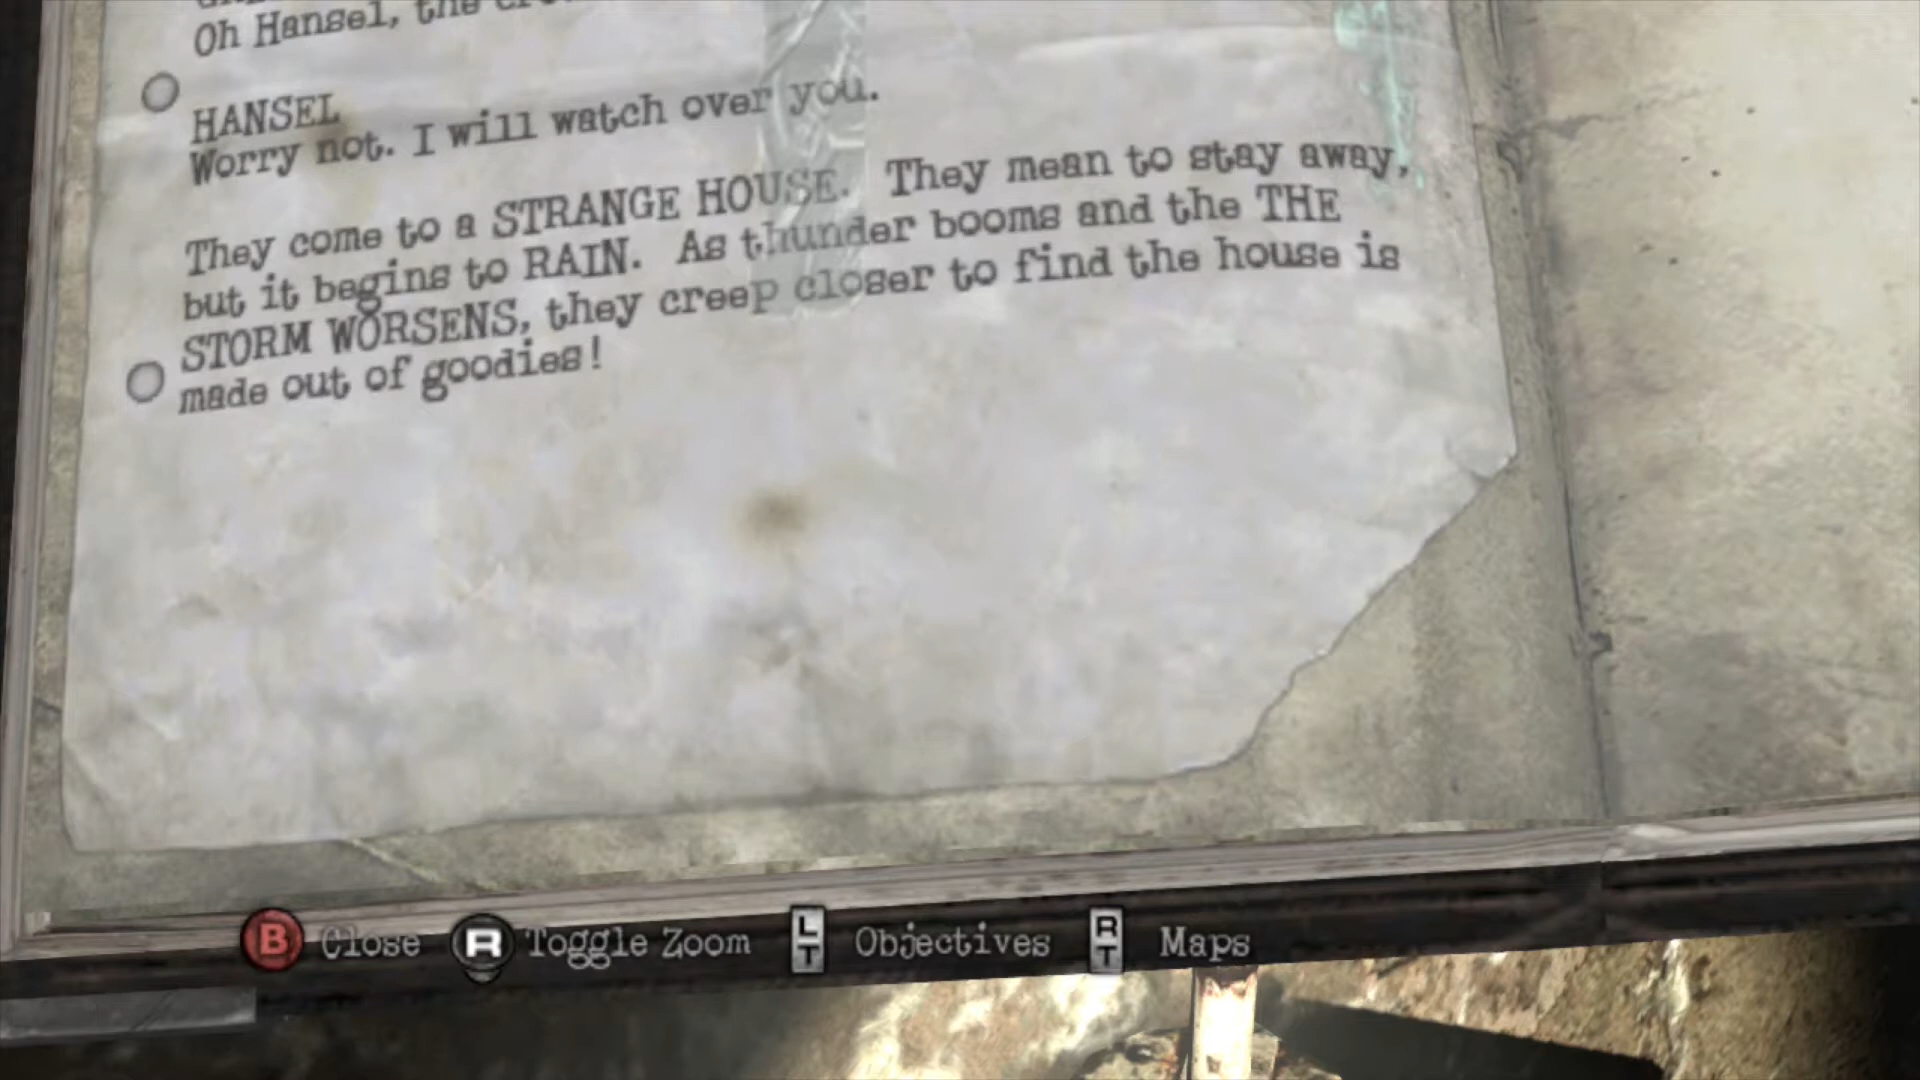 Oh Hansel, the
HANSEL
Worry not. I will watch over you.
They come to a STRANGE HOUSE. They mean to stay away,
but it begins to RAIN. As thunder booms and the THE
STORM WORSENS, they creep closer to find the house is
made out of goodies!
B Close R Toggle Zoom LT Objectives RT Maps